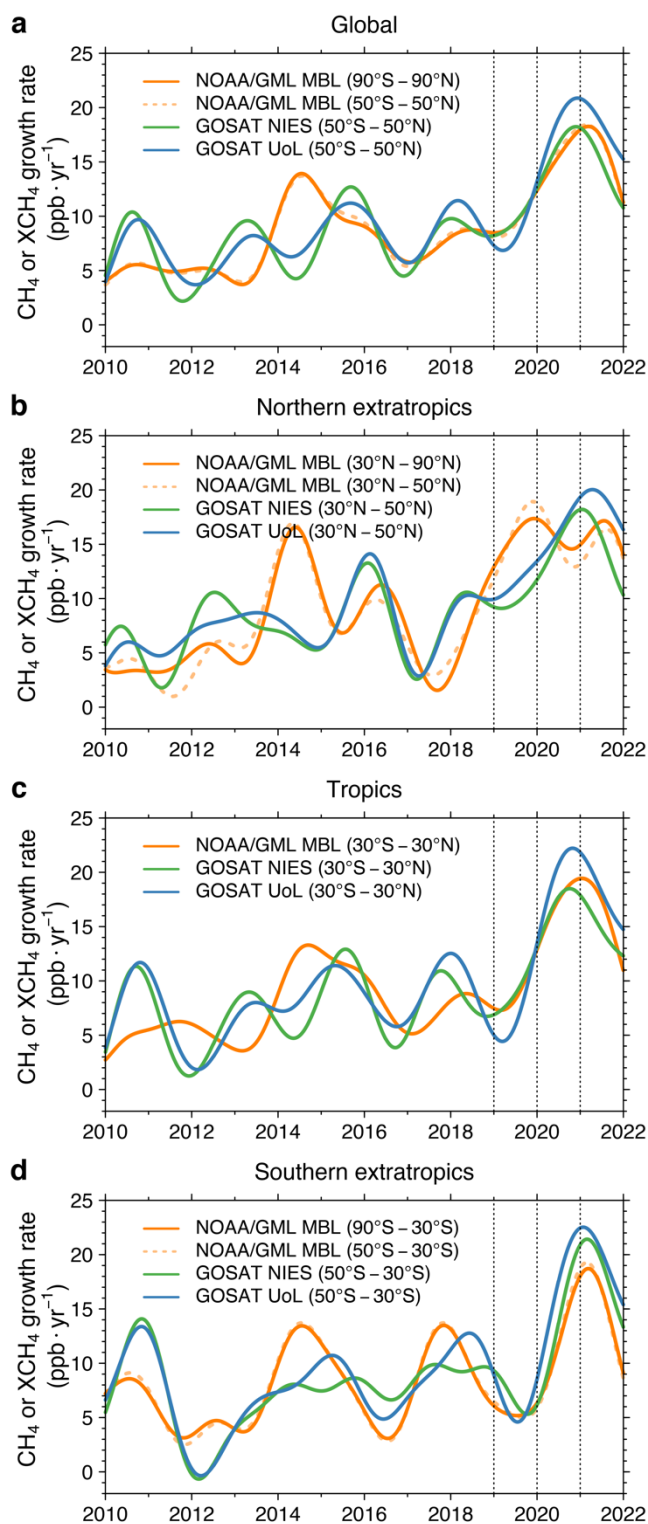 a
Global
CH₄ or XCH₄ growth rate
(ppb · yr⁻¹)
25
20
15
10
5
0
NOAA/GML MBL (90°S – 90°N)
NOAA/GML MBL (50°S – 50°N)
GOSAT NIES (50°S – 50°N)
GOSAT UoL (50°S – 50°N)
2010 2012 2014 2016 2018 2020 2022
b
Northern extratropics
CH₄ or XCH₄ growth rate
(ppb · yr⁻¹)
25
20
15
10
5
0
NOAA/GML MBL (30°N – 90°N)
NOAA/GML MBL (30°N – 50°N)
GOSAT NIES (30°N – 50°N)
GOSAT UoL (30°N – 50°N)
2010 2012 2014 2016 2018 2020 2022
c
Tropics
CH₄ or XCH₄ growth rate
(ppb · yr⁻¹)
25
20
15
10
5
0
NOAA/GML MBL (30°S – 30°N)
GOSAT NIES (30°S – 30°N)
GOSAT UoL (30°S – 30°N)
2010 2012 2014 2016 2018 2020 2022
d
Southern extratropics
CH₄ or XCH₄ growth rate
(ppb · yr⁻¹)
25
20
15
10
5
0
NOAA/GML MBL (90°S – 30°S)
NOAA/GML MBL (50°S – 30°S)
GOSAT NIES (50°S – 30°S)
GOSAT UoL (50°S – 30°S)
2010 2012 2014 2016 2018 2020 2022